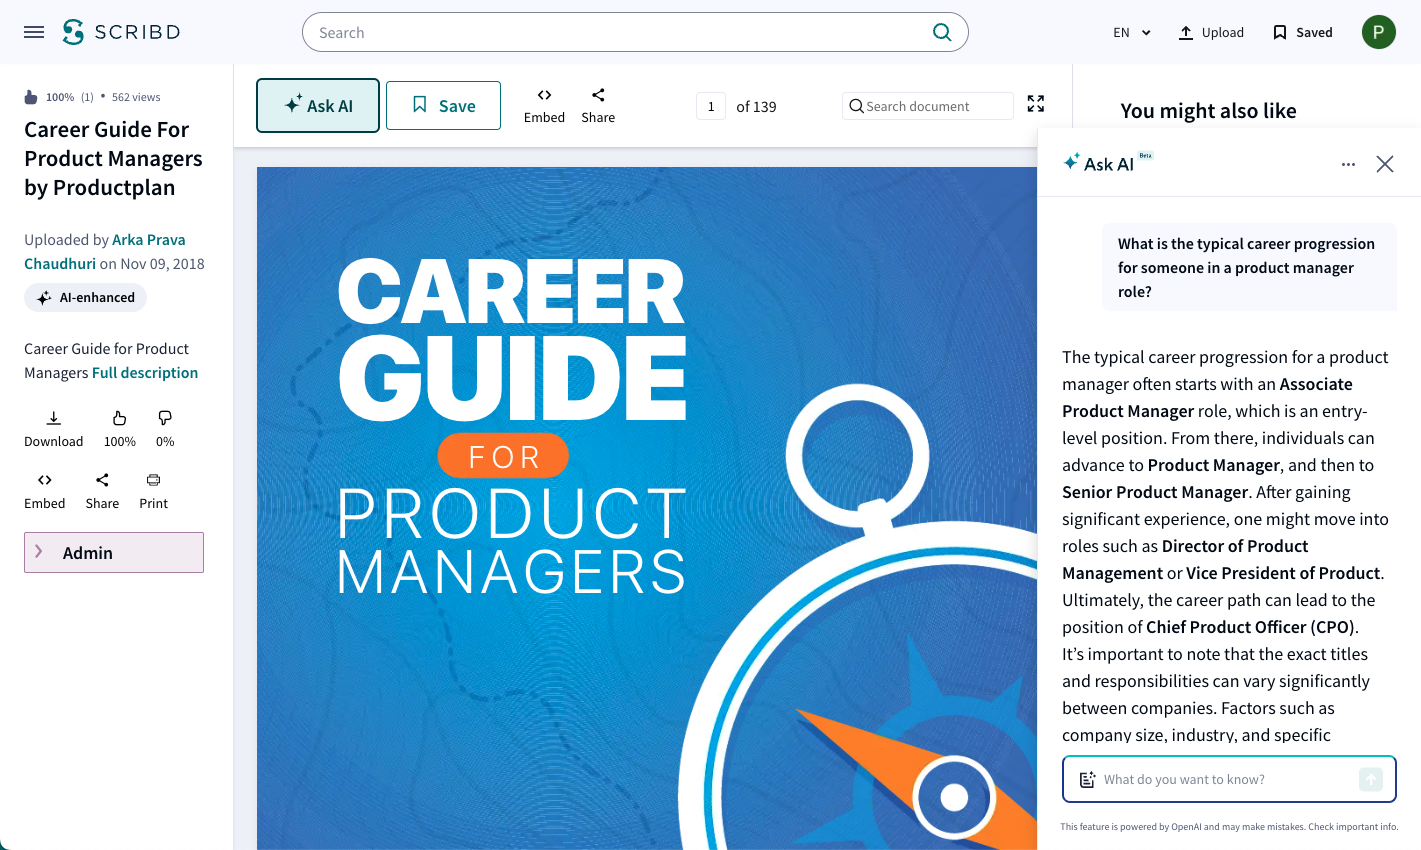 SCRIBD
Search
EN
Upload
Saved
P
100% (1) • 562 views
Career Guide For
Product Managers
by Productplan
Uploaded by Arka Prava
Chaudhuri on Nov 09, 2018
AI-enhanced
Career Guide for Product
Managers Full description
Download
100%
0%
Embed
Share
Print
Admin
Ask AI
Save
Embed
Share
1 of 139
Search document
CAREER
GUIDE
FOR
PRODUCT
MANAGERS
You might also like
Ask AI Beta
What is the typical career progression
for someone in a product manager
role?
The typical career progression for a product
manager often starts with an Associate
Product Manager role, which is an entry-
level position. From there, individuals can
advance to Product Manager, and then to
Senior Product Manager. After gaining
significant experience, one might move into
roles such as Director of Product
Management or Vice President of Product.
Ultimately, the career path can lead to the
position of Chief Product Officer (CPO).
It’s important to note that the exact titles
and responsibilities can vary significantly
between companies. Factors such as
company size, industry, and specific
What do you want to know?
This feature is powered by OpenAI and may make mistakes. Check important info.